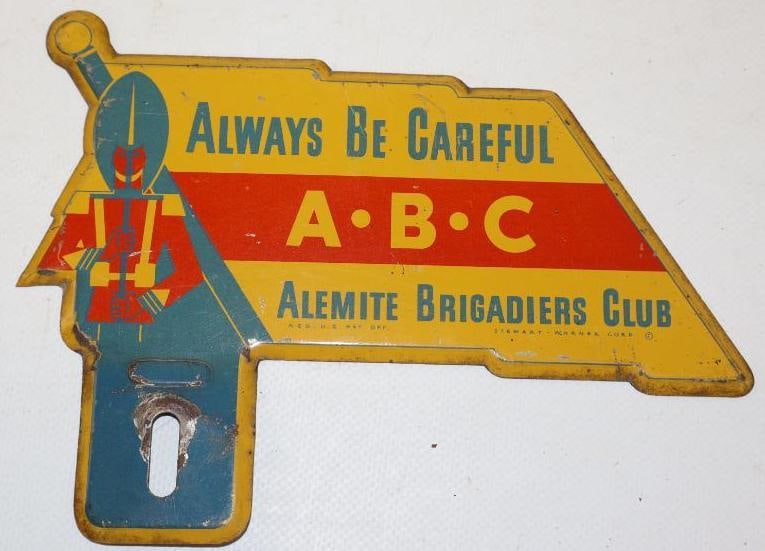 ALWAYS BE CAREFUL
A•B•C
ALEMITE BRIGADIERS CLUB
REG. U.S. PAT. OFF. STEWART-WARNER CORP ©